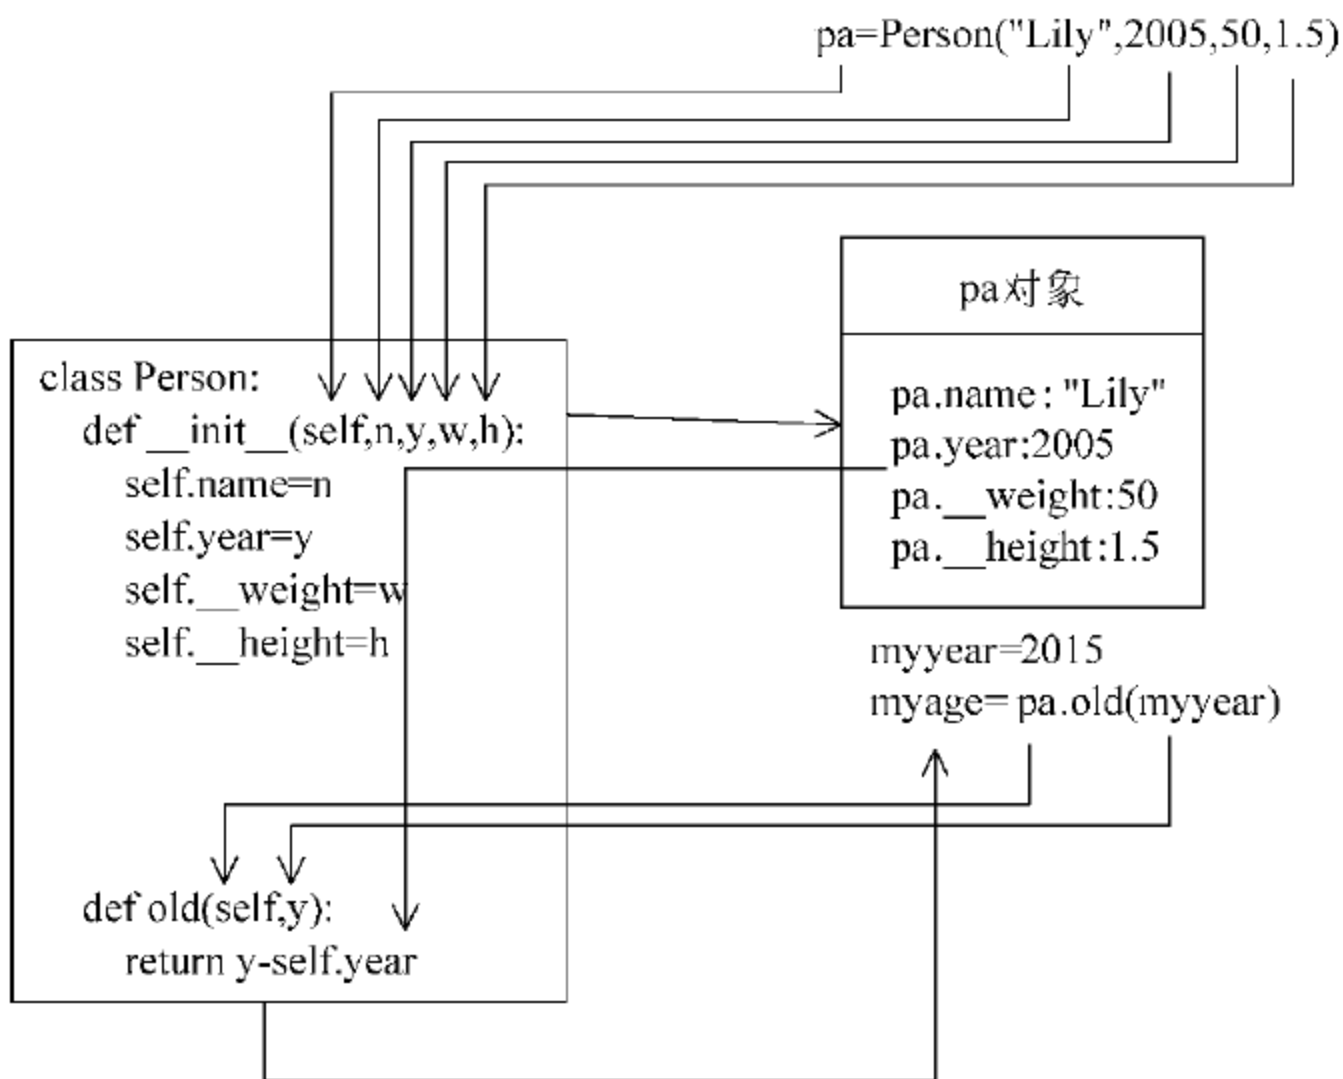 pa=Person("Lily",2005,50,1.5)
pa对象
pa.name: "Lily"
pa.year:2005
pa.__weight:50
pa.__height:1.5
class Person:
def __init__(self,n,y,w,h):
self.name=n
self.year=y
self.__weight=w
self.__height=h
def old(self,y):
return y-self.year
myyear=2015
myage= pa.old(myyear)